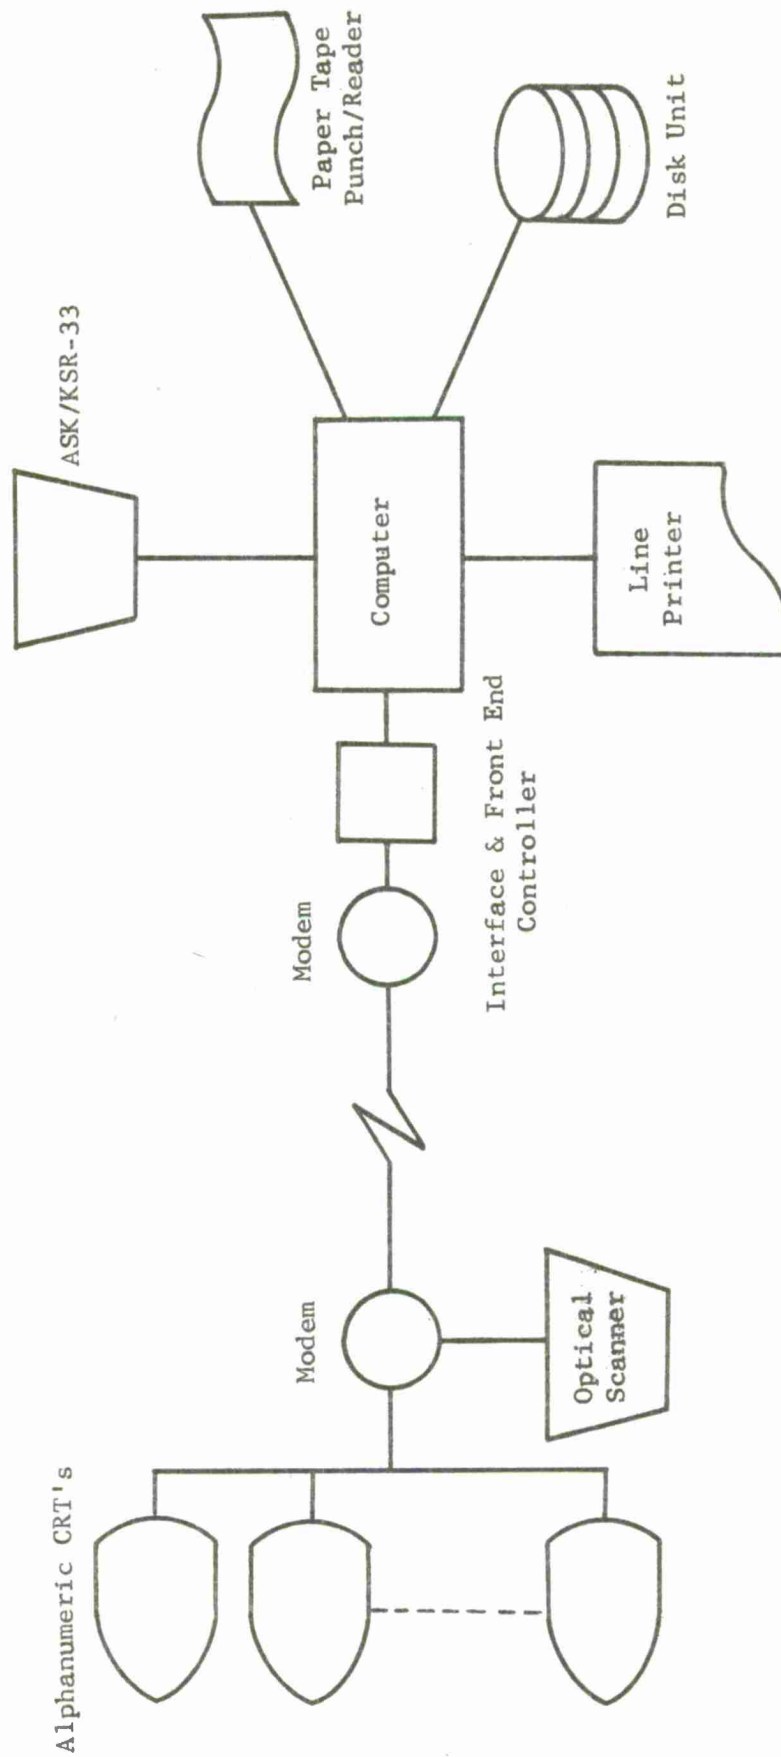 Alphanumeric CRT's
Modem
Optical
Scanner
Modem
Interface & Front End
Controller
Computer
ASK/KSR-33
Line
Printer
Paper Tape
Punch/Reader
Disk Unit